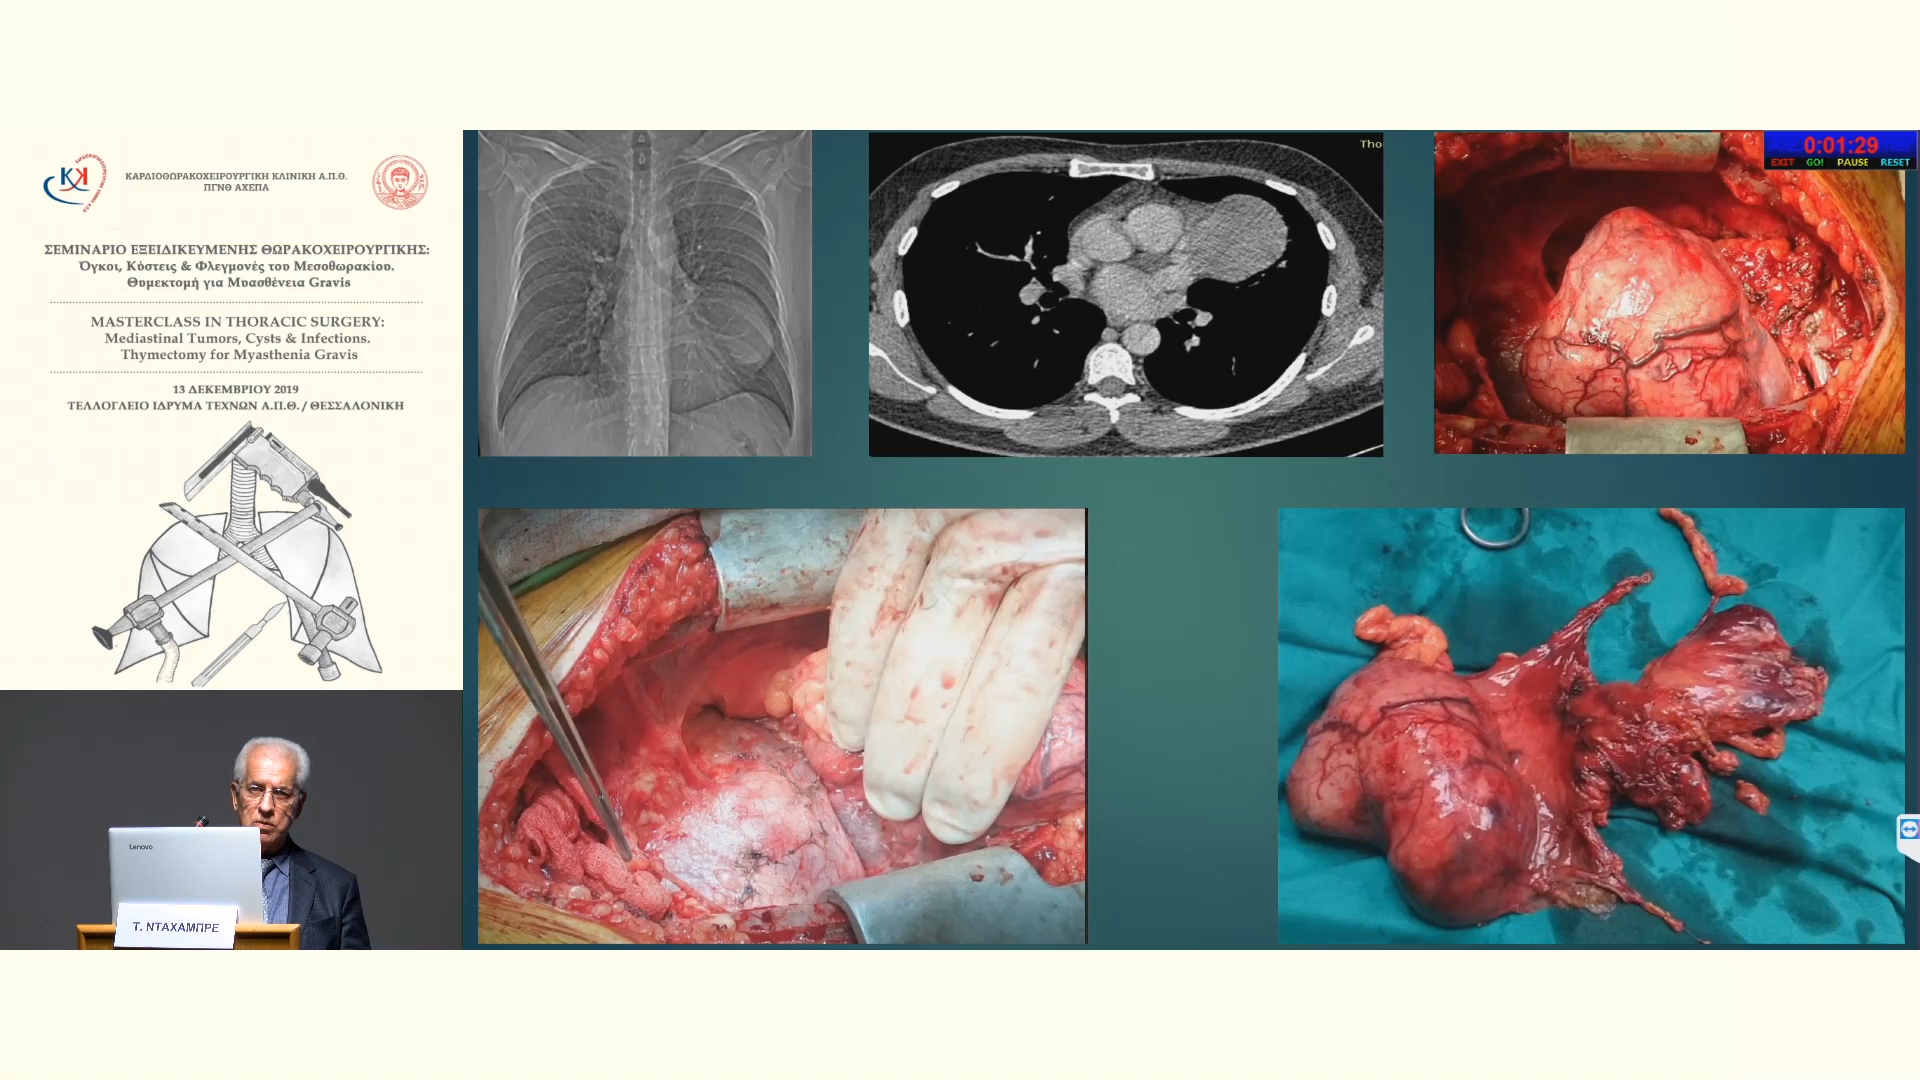 KK
ΚΑΡΔΙΟΘΩΡΑΚΟΧΕΙΡΟΥΡΓΙΚΗ ΚΛΙΝΙΚΗ Α.Π.Θ.
ΠΓΝΘ ΑΧΕΠΑ
ΣΕΜΙΝΑΡΙΟ ΕΞΕΙΔΙΚΕΥΜΕΝΗΣ ΘΩΡΑΚΟΧΕΙΡΟΥΡΓΙΚΗΣ:
Όγκοι, Κύστεις & Φλεγμονές του Μεσοθωρακίου.
Θυμεκτομή για Μυασθένεια Gravis
MASTERCLASS IN THORACIC SURGERY:
Mediastinal Tumors, Cysts & Infections.
Thymectomy for Myasthenia Gravis
13 ΔΕΚΕΜΒΡΙΟΥ 2019
ΤΕΛΛΟΓΛΕΙΟ ΙΔΡΥΜΑ ΤΕΧΝΩΝ Α.Π.Θ. / ΘΕΣΣΑΛΟΝΙΚΗ
Lenovo
Τ. ΝΤΑΧΑΜΠΡΕ
Tho
0:01:29
EXIT GO! PAUSE RESET